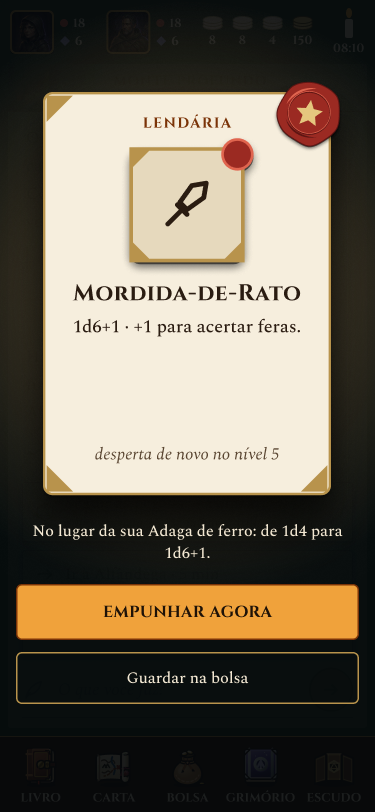 18
6
18
6
8
8
4
150
08:10
LENDÁRIA
MORDIDA-DE-RATO
1d6+1 · +1 para acertar feras.
desperta de novo no nível 5
No lugar da sua Adaga de ferro: de 1d4 para
1d6+1.
EMPUNHAR AGORA
Guardar na bolsa
LIVRO
CARTA
BOLSA
GRIMÓRIO
ESCUDO